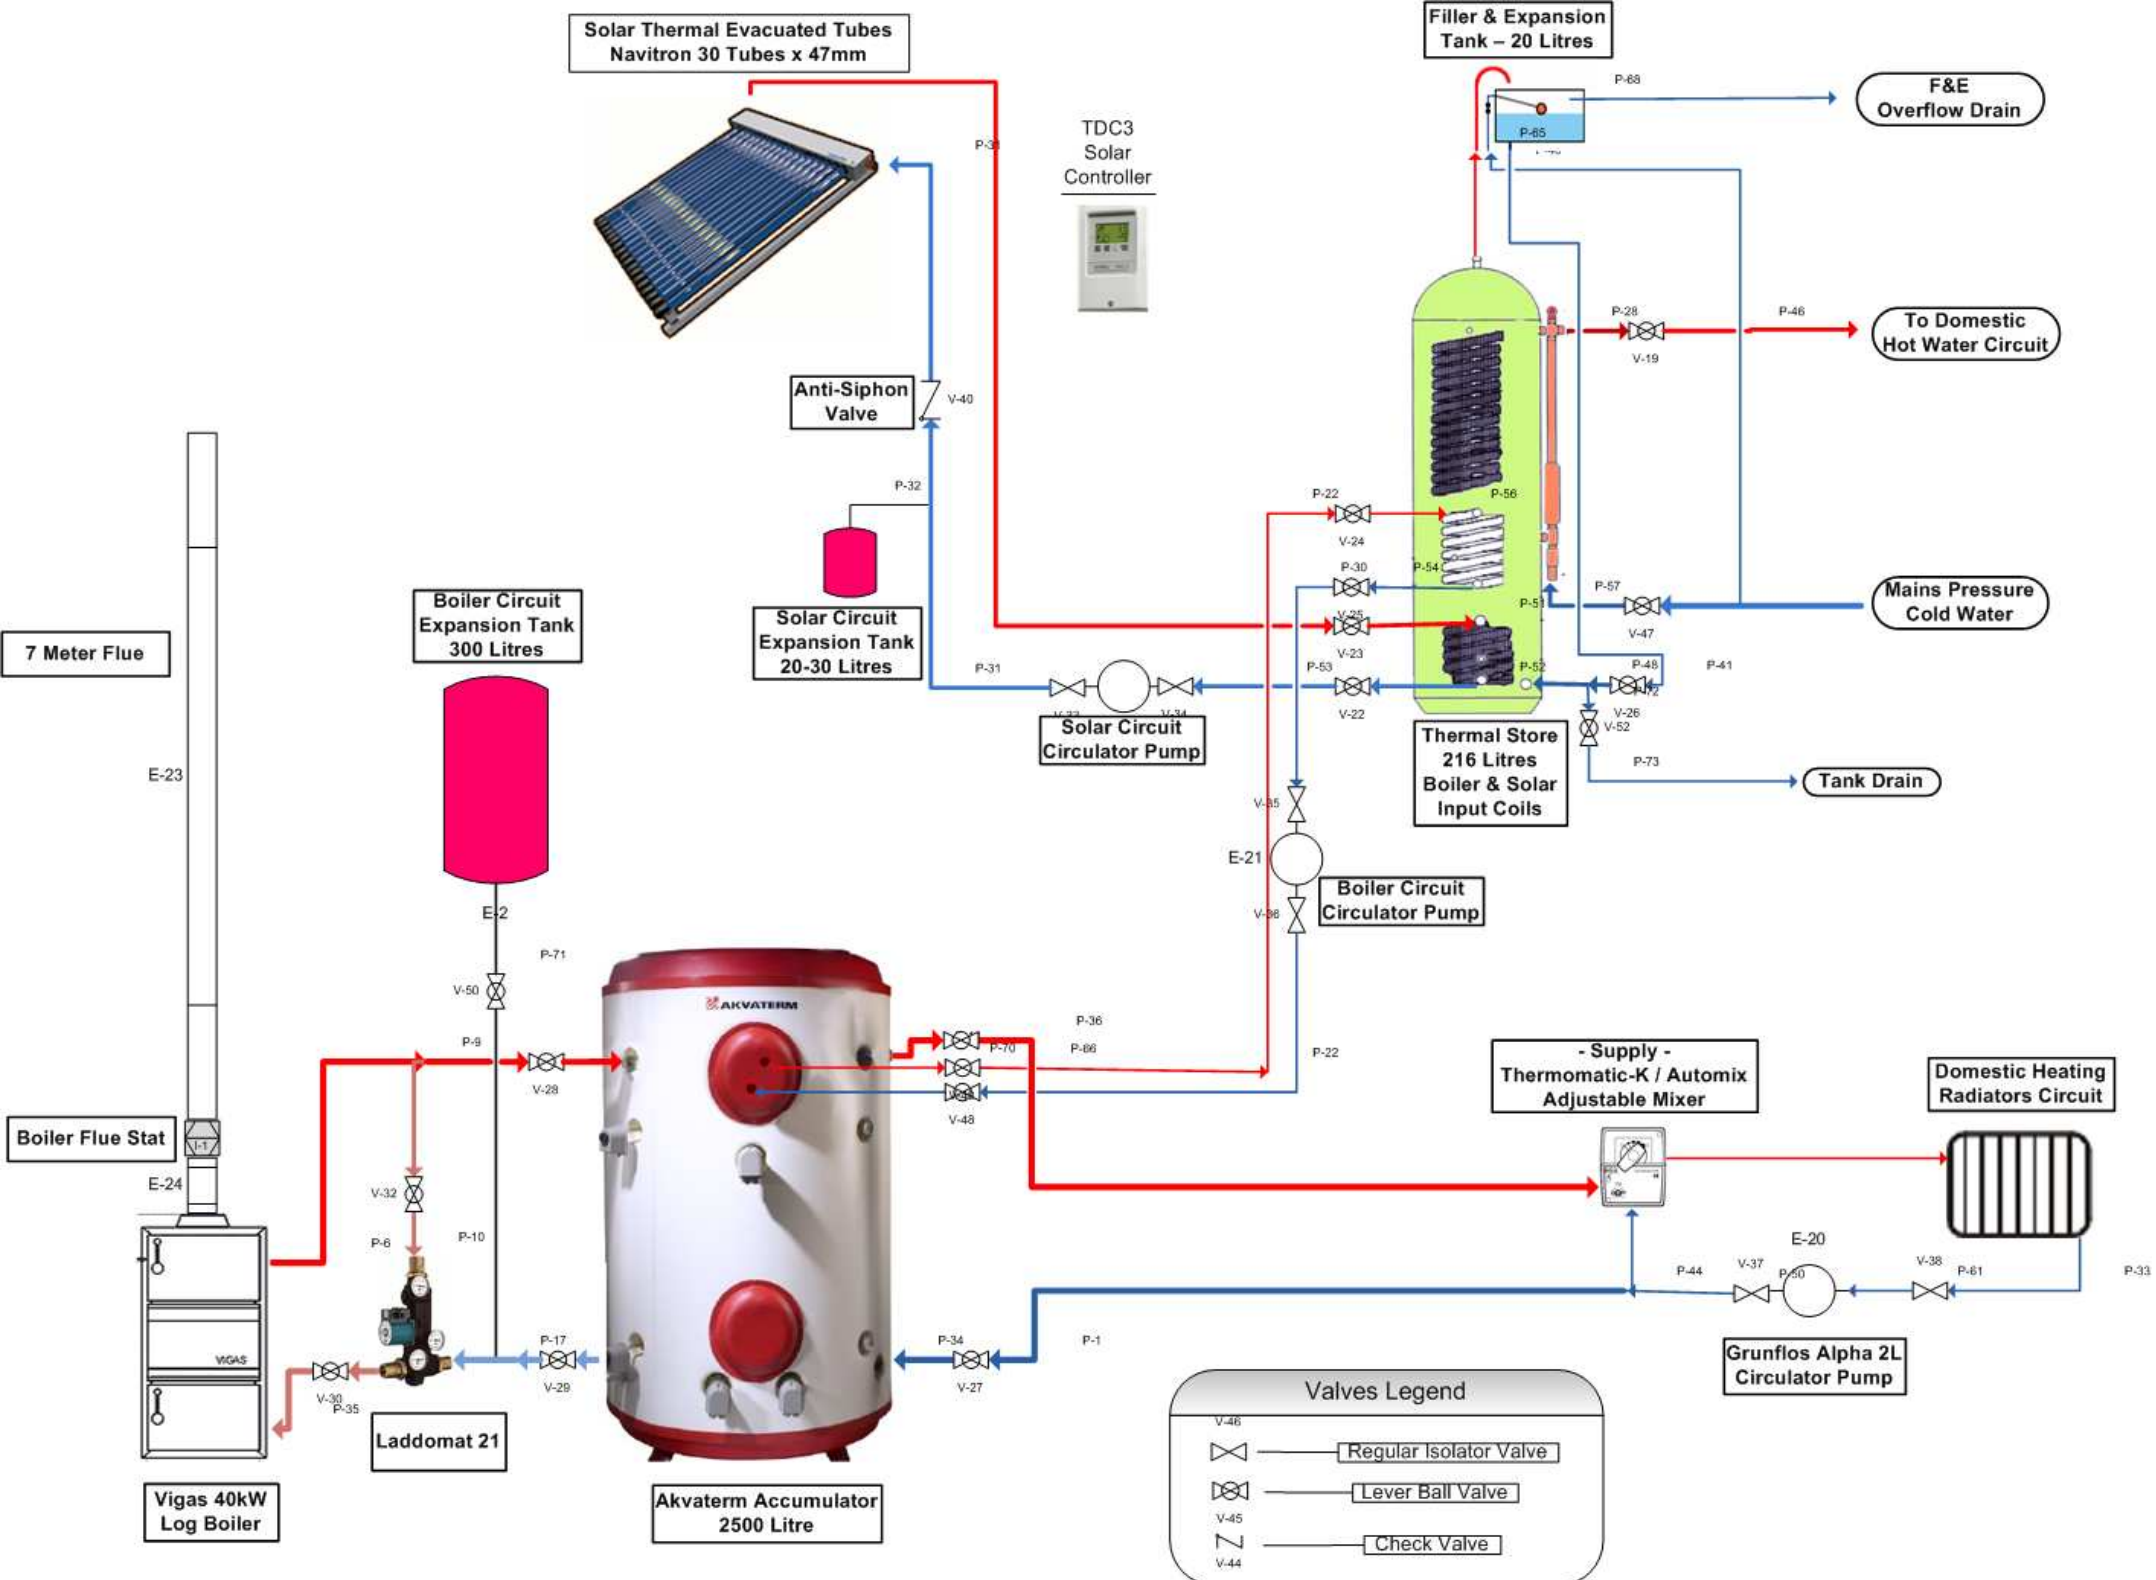 Solar Thermal Evacuated Tubes
Navitron 30 Tubes x 47mm
Filler & Expansion
Tank – 20 Litres
P-68
F&E
Overflow Drain
P-65
TDC3
Solar
Controller
P-31
P-28
P-46
To Domestic
Hot Water Circuit
V-19
Anti-Siphon
Valve
V-40
P-32
P-22
P-56
V-24
P-30
P-54
P-57
P-51
Mains Pressure
Cold Water
V-25
V-47
V-23
Boiler Circuit
Expansion Tank
300 Litres
Solar Circuit
Expansion Tank
20-30 Litres
7 Meter Flue
P-31
P-53
P-52
P-48
P-41
V-34
V-22
V-26
V-52
Solar Circuit
Circulator Pump
Thermal Store
216 Litres
Boiler & Solar
Input Coils
P-73
Tank Drain
E-23
V-35
E-21
Boiler Circuit
Circulator Pump
V-36
E-2
P-71
V-50
AKVATERM
P-9
V-28
P-36
P-70
P-66
P-22
V-48
- Supply -
Thermomatic-K / Automix
Adjustable Mixer
Domestic Heating
Radiators Circuit
Boiler Flue Stat
I-1
E-24
V-32
P-6
P-10
E-20
P-44
V-37
P-50
V-38
P-61
P-33
VIGAS
P-17
V-29
P-34
V-27
P-1
V-30
P-35
Grunflos Alpha 2L
Circulator Pump
Laddomat 21
Vigas 40kW
Log Boiler
Akvaterm Accumulator
2500 Litre
Valves Legend
V-46
Regular Isolator Valve
Lever Ball Valve
V-45
Check Valve
V-44